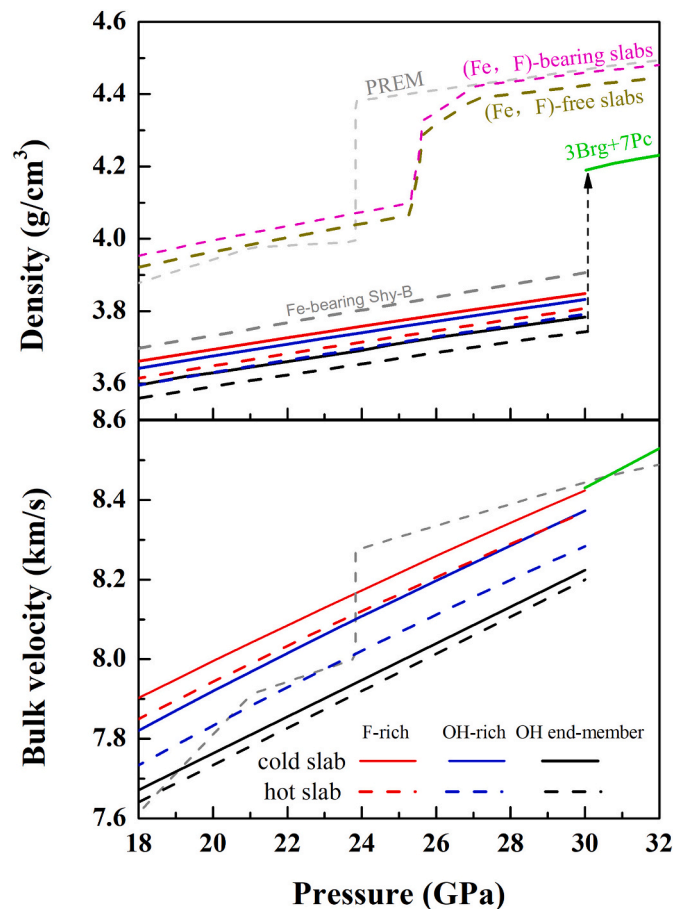 4.6
4.4
4.2
4.0
3.8
3.6
8.6
8.4
8.2
8.0
7.8
7.6
Density (g/cm³)
Bulk velocity (km/s)
PREM
(Fe, F)-bearing slabs
(Fe, F)-free slabs
3Brg+7Pc
Fe-bearing Shy-B
F-rich OH-rich OH end-member
cold slab
hot slab
18 20 22 24 26 28 30 32
Pressure (GPa)